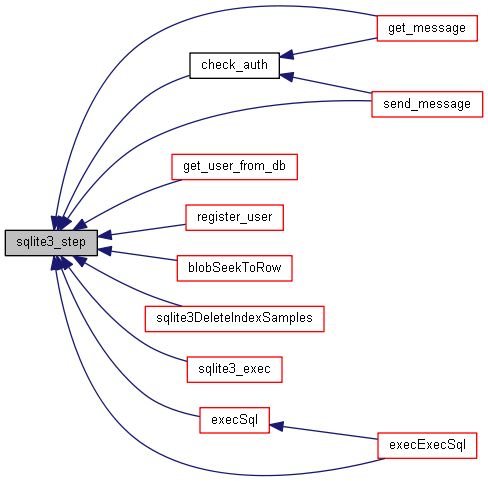 get_message
check_auth
send_message
get_user_from_db
register_user
sqlite3_step
blobSeekToRow
sqlite3DeleteIndexSamples
sqlite3_exec
execSql
execExecSql